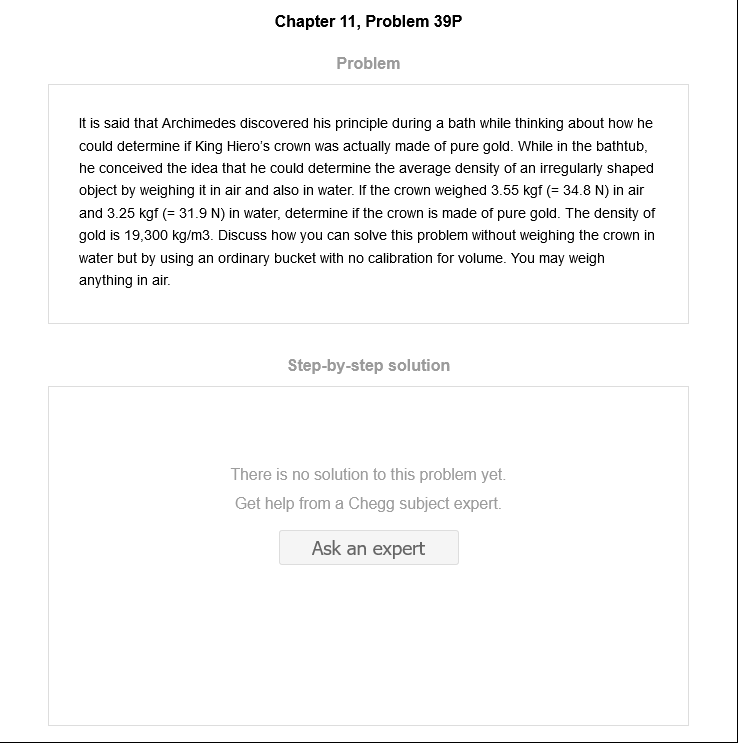 Chapter 11, Problem 39P
Problem
It is said that Archimedes discovered his principle during a bath while thinking about how he
could determine if King Hiero's crown was actually made of pure gold. While in the bathtub,
he conceived the idea that he could determine the average density of an irregularly shaped
object by weighing it in air and also in water. If the crown weighed 3.55 kgf (= 34.8 N) in air
and 3.25 kgf (= 31.9 N) in water, determine if the crown is made of pure gold. The density of
gold is 19,300 kg/m3. Discuss how you can solve this problem without weighing the crown in
water but by using an ordinary bucket with no calibration for volume. You may weigh
anything in air.
Step-by-step solution
There is no solution to this problem yet.
Get help from a Chegg subject expert.
Ask an expert